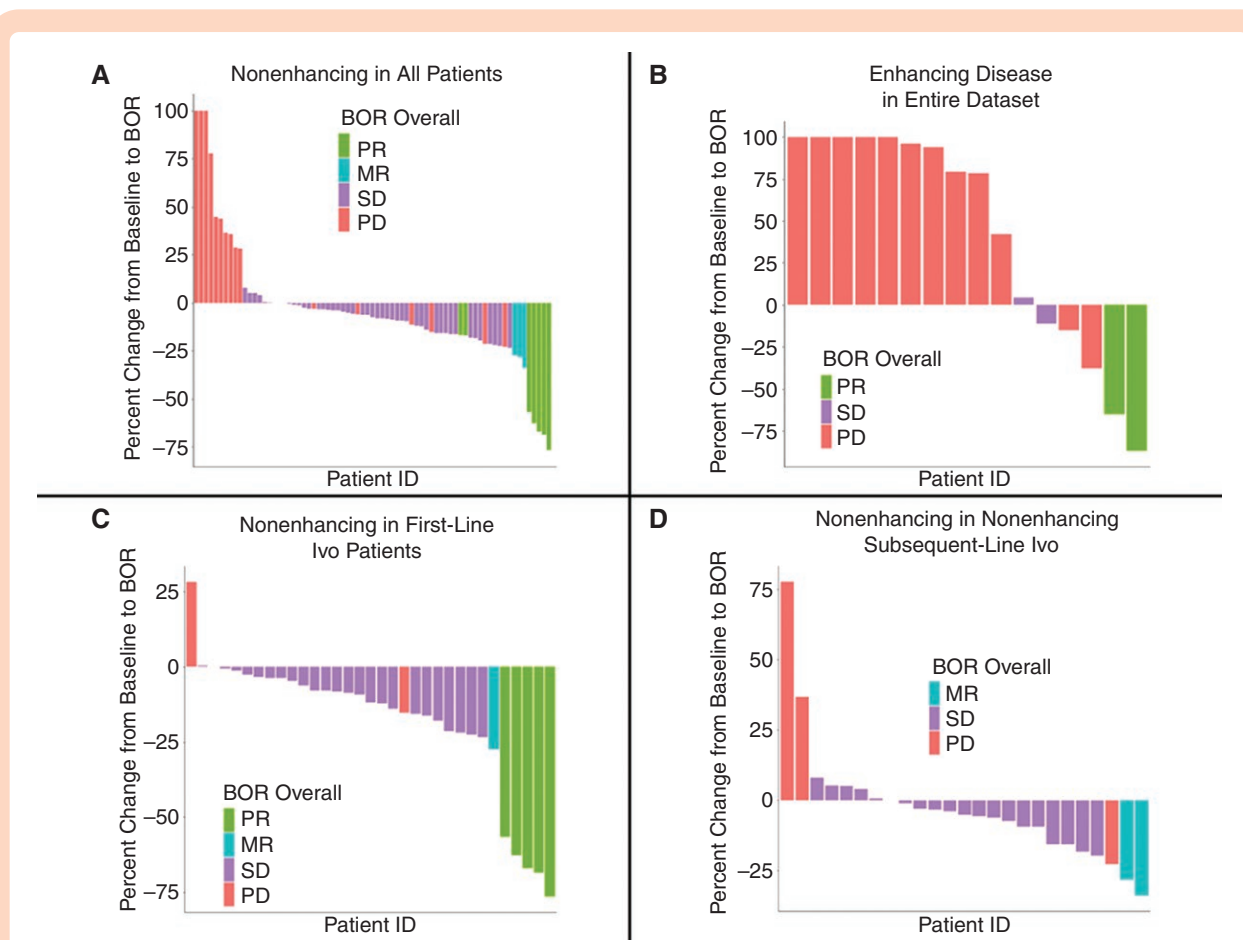 A
Nonenhancing in All Patients
Percent Change from Baseline to BOR
100
75
50
25
0
−25
−50
−75
BOR Overall
PR
MR
SD
PD
Patient ID
B
Enhancing Disease
in Entire Dataset
Percent Change from Baseline to BOR
100
75
50
25
0
−25
−50
−75
BOR Overall
PR
SD
PD
Patient ID
C
Nonenhancing in First-Line
Ivo Patients
Percent Change from Baseline to BOR
25
0
−25
−50
−75
BOR Overall
PR
MR
SD
PD
Patient ID
D
Nonenhancing in Nonenhancing
Subsequent-Line Ivo
Percent Change from Baseline to BOR
75
50
25
0
−25
BOR Overall
MR
SD
PD
Patient ID